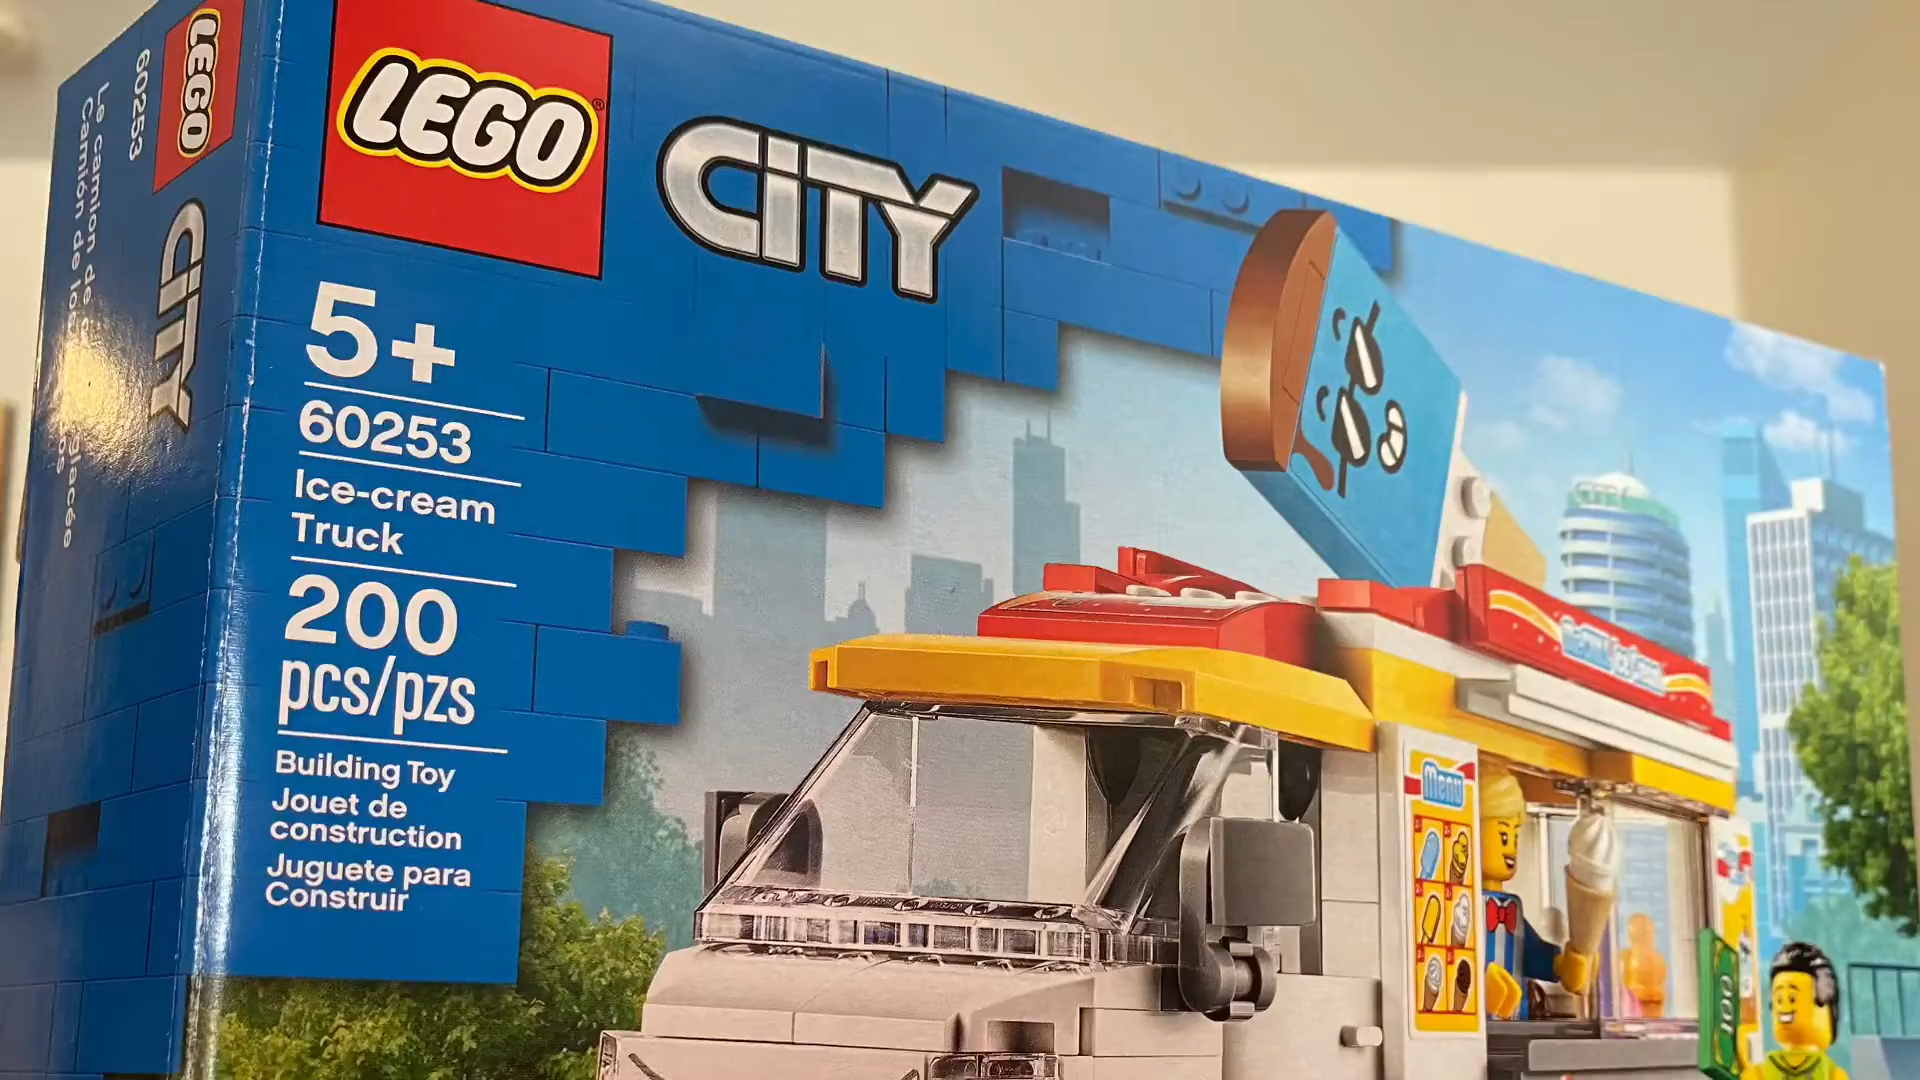 LEGO
60253
CITY
Le camion de
glacée
Camión de
LEGO
CITY
5+
60253
Ice-cream
Truck
200
pcs/pzs
Building Toy
Jouet de
construction
Juguete para
Construir
Menu
100